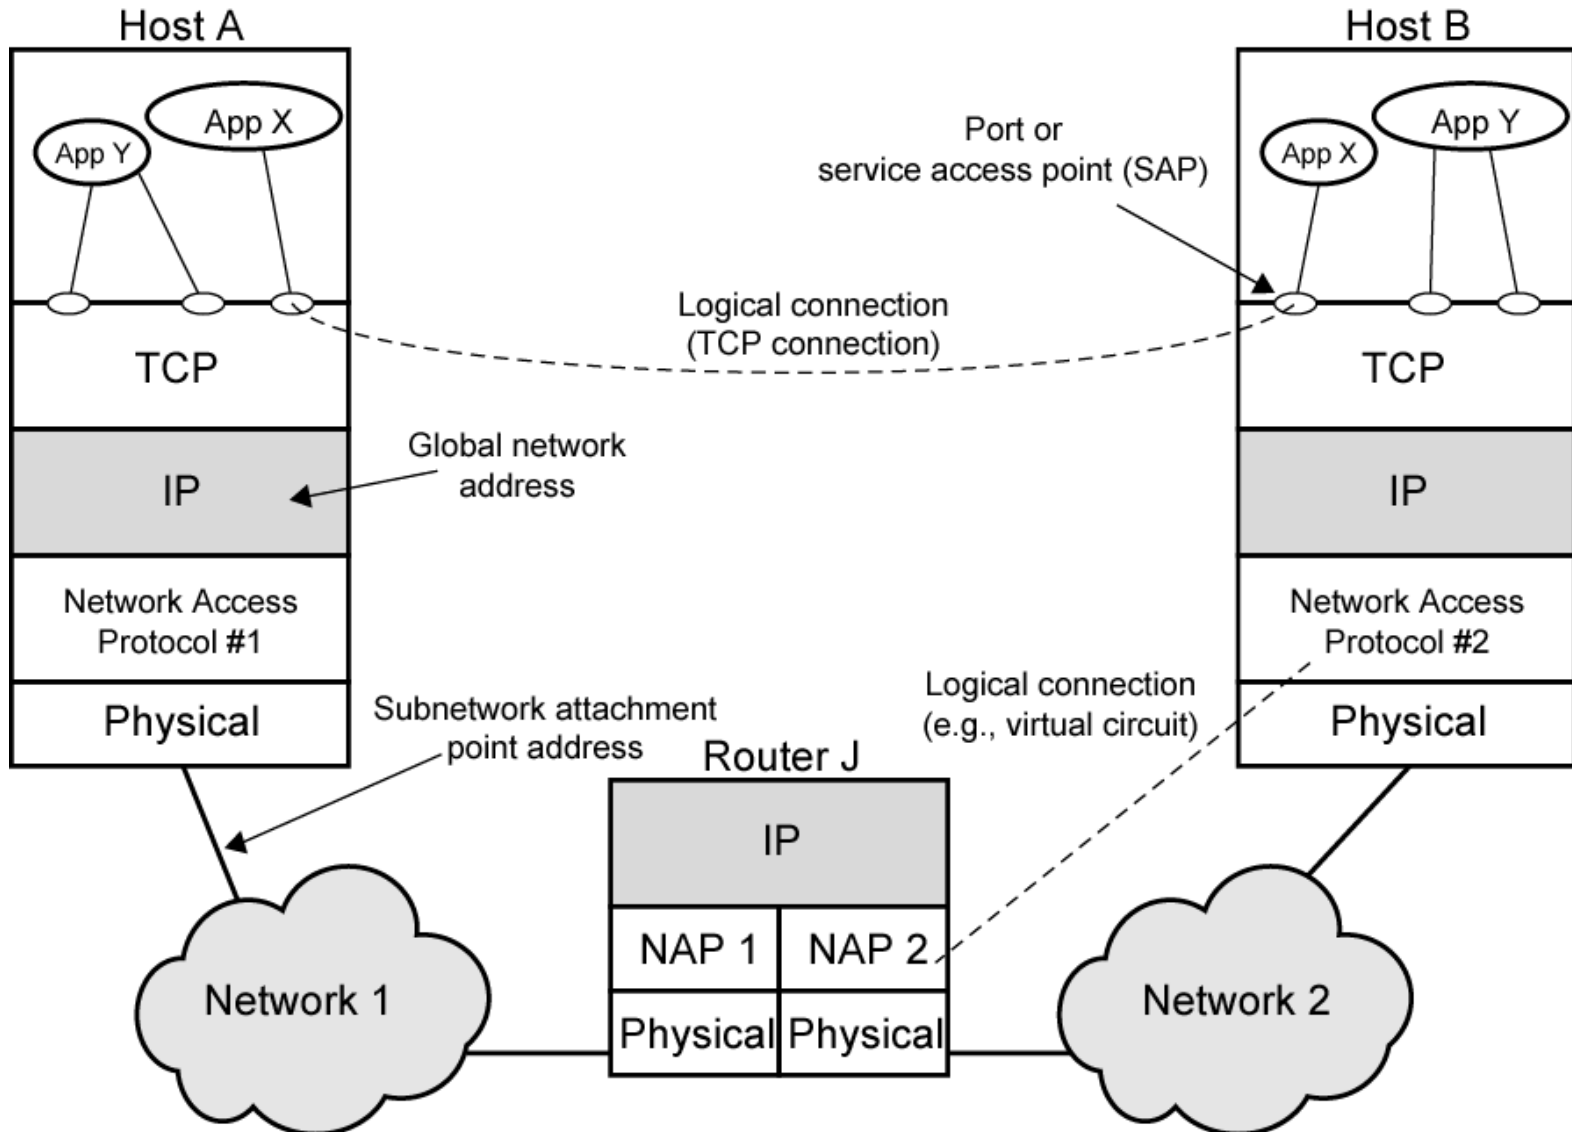 Host A
Host B
App X
App Y
Port or
service access point (SAP)
App Y
App X
Logical connection
(TCP connection)
TCP
TCP
Global network
address
IP
IP
Network Access
Protocol #1
Network Access
Protocol #2
Logical connection
(e.g., virtual circuit)
Physical
Physical
Subnetwork attachment
point address
Router J
IP
NAP 1
NAP 2
Network 1
Network 2
Physical
Physical